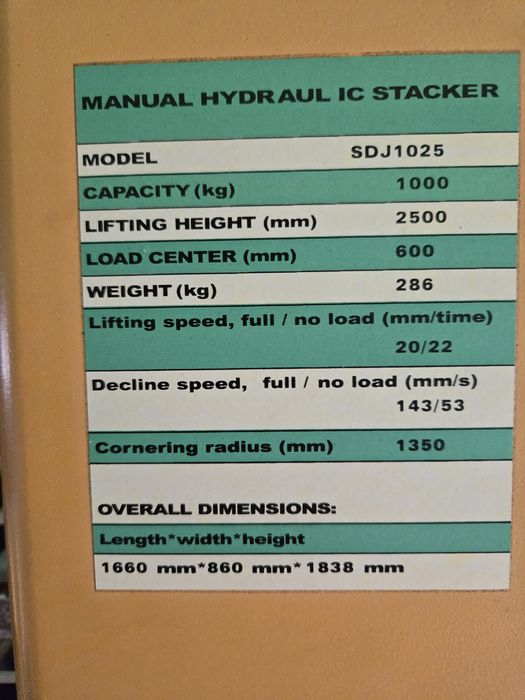 MANUAL HYDRAUL IC STACKER
MODEL SDJ1025
CAPACITY (kg) 1000
LIFTING HEIGHT (mm) 2500
LOAD CENTER (mm) 600
WEIGHT (kg) 286
Lifting speed, full / no load (mm/time)
20/22
Decline speed, full / no load (mm/s)
143/53
Cornering radius (mm) 1350
OVERALL DIMENSIONS:
Length*width*height
1660 mm*860 mm*1838 mm